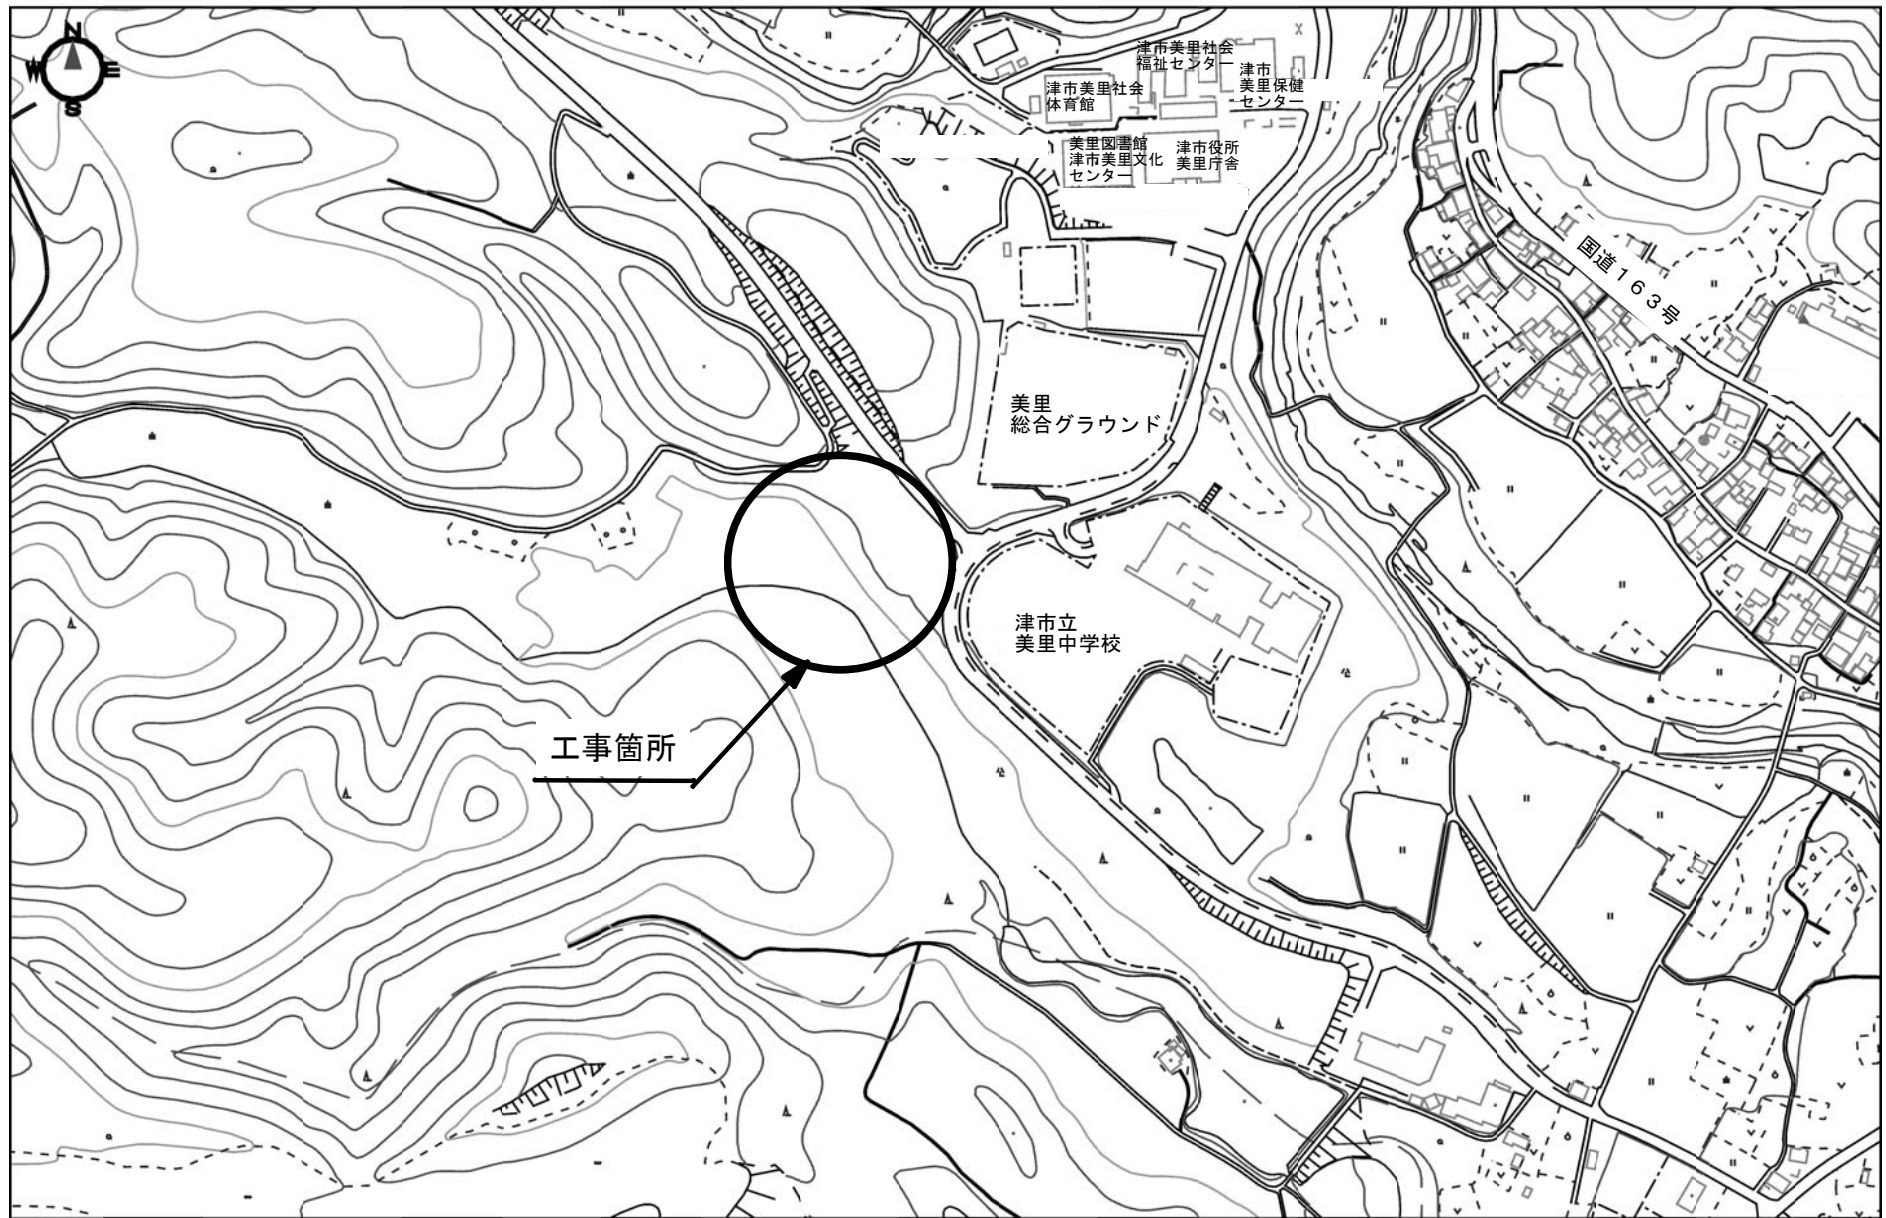 N
W
E
S
津市美里社会
福祉センター
津市
美里保健
センター
津市美里社会
体育館
美里図書館
津市美里文化
センター
津市役所
美里庁舎
国道163号
美里
総合グラウンド
津市立
美里中学校
工事箇所